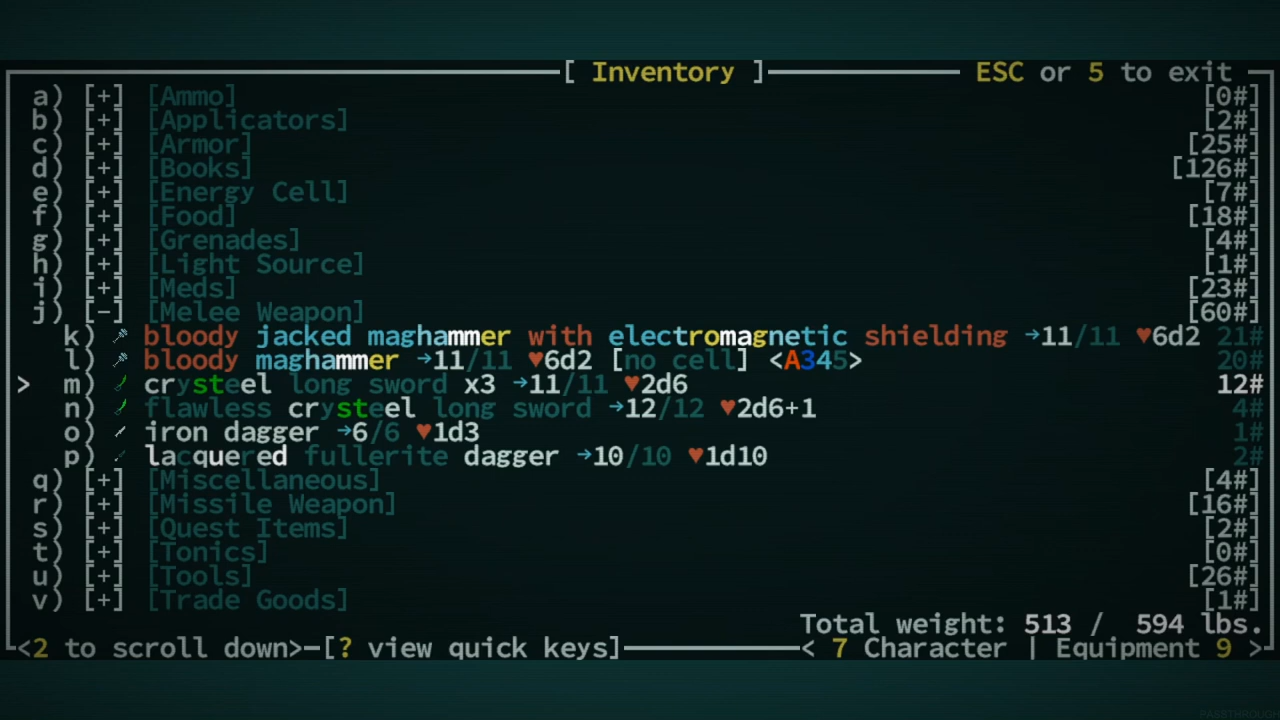 [ Inventory ] ESC or 5 to exit
a) [+] [Ammo] [0#]
b) [+] [Applicators] [2#]
c) [+] [Armor] [25#]
d) [+] [Books] [126#]
e) [+] [Energy Cell] [7#]
f) [+] [Food] [18#]
g) [+] [Grenades] [4#]
h) [+] [Light Source] [1#]
i) [+] [Meds] [23#]
j) [-] [Melee Weapon] [60#]
k) bloody jacked maghammer with electromagnetic shielding →11/11 ♥6d2 21#
l) bloody maghammer →11/11 ♥6d2 [no cell] <A345> 20#
> m) crysteel long sword x3 →11/11 ♥2d6 12#
n) flawless crysteel long sword →12/12 ♥2d6+1 4#
o) iron dagger →6/6 ♥1d3 1#
p) lacquered fullerite dagger →10/10 ♥1d10 2#
q) [+] [Miscellaneous] [4#]
r) [+] [Missile Weapon] [16#]
s) [+] [Quest Items] [2#]
t) [+] [Tonics] [0#]
u) [+] [Tools] [26#]
v) [+] [Trade Goods] [1#]
Total weight: 513 / 594 lbs.
<2 to scroll down> [? view quick keys] < 7 Character | Equipment 9 >